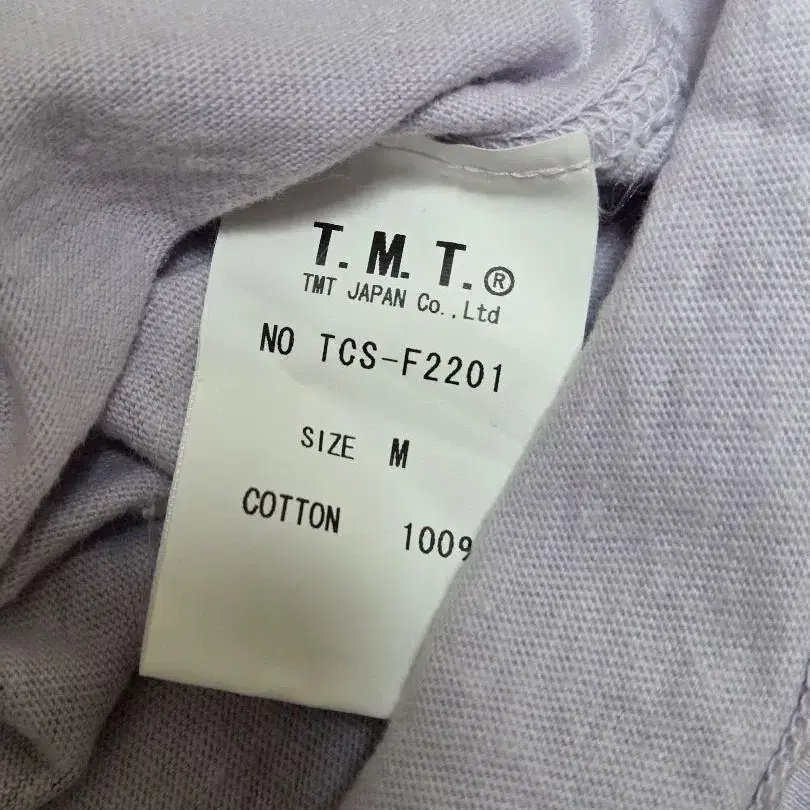 T.M.T.®
TMT JAPAN Co.,Ltd
NO TCS-F2201
SIZE M
COTTON 100%